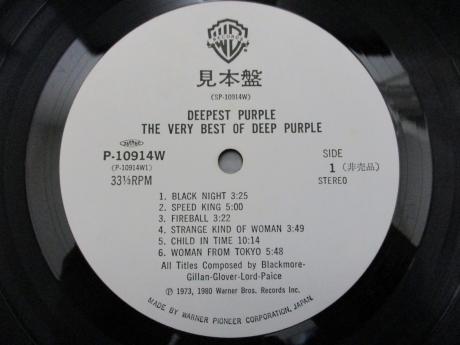 WB
RECORDS
見本盤
(SP-10914W)
DEEPEST PURPLE
THE VERY BEST OF DEEP PURPLE
P-10914W
(P-10914W1)
33⅓RPM
SIDE
1 (非売品)
STEREO
1. BLACK NIGHT 3:25
2. SPEED KING 5:00
3. FIREBALL 3:22
4. STRANGE KIND OF WOMAN 3:49
5. CHILD IN TIME 10:14
6. WOMAN FROM TOKYO 5:48
All Titles Composed by Blackmore-
Gillan-Glover-Lord-Paice
Ⓟ 1973, 1980 Warner Bros. Records Inc.
MADE BY WARNER PIONEER CORPORATION, JAPAN